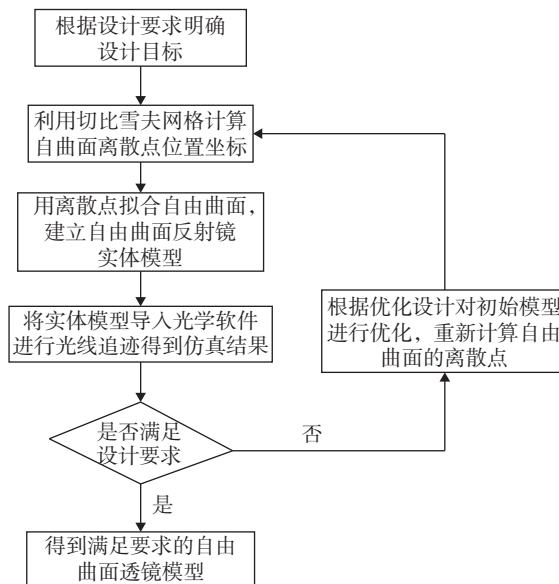 根据设计要求明确
设计目标
利用切比雪夫网格计算
自曲面离散点位置坐标
用离散点拟合自由曲面，
建立自由曲面反射镜
实体模型
将实体模型导入光学软件
进行光线追迹得到仿真结果
根据优化设计对初始模型
进行优化，重新计算自由
曲面的离散点
是否满足
设计要求
否
是
得到满足要求的自由
曲面透镜模型